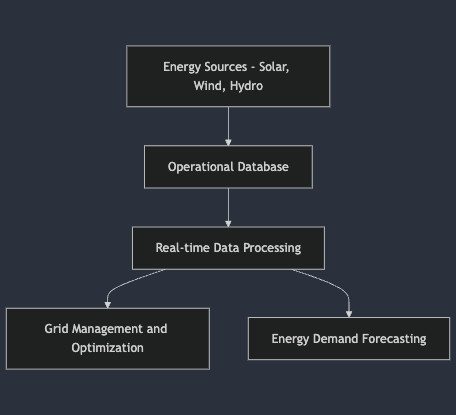 Energy Sources - Solar,
Wind, Hydro
Operational Database
Real-time Data Processing
Grid Management and
Optimization
Energy Demand Forecasting